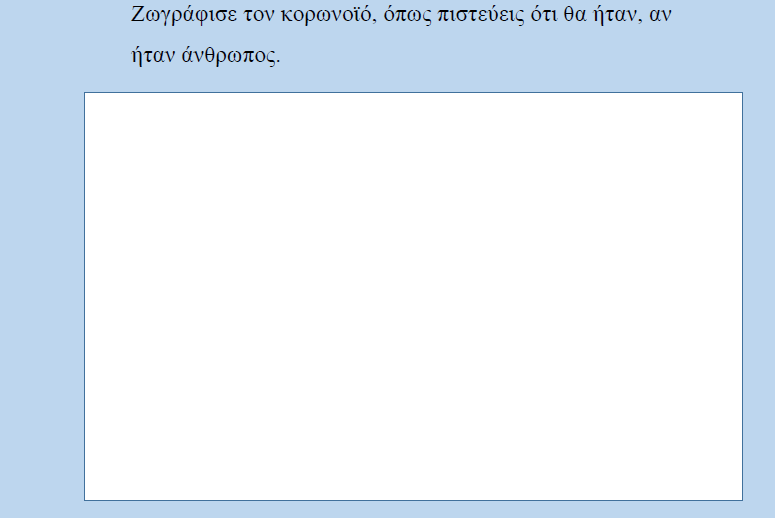 Ζωγράφισε τον κορωνοϊό, όπως πιστεύεις ότι θα ήταν, αν
ήταν άνθρωπος.